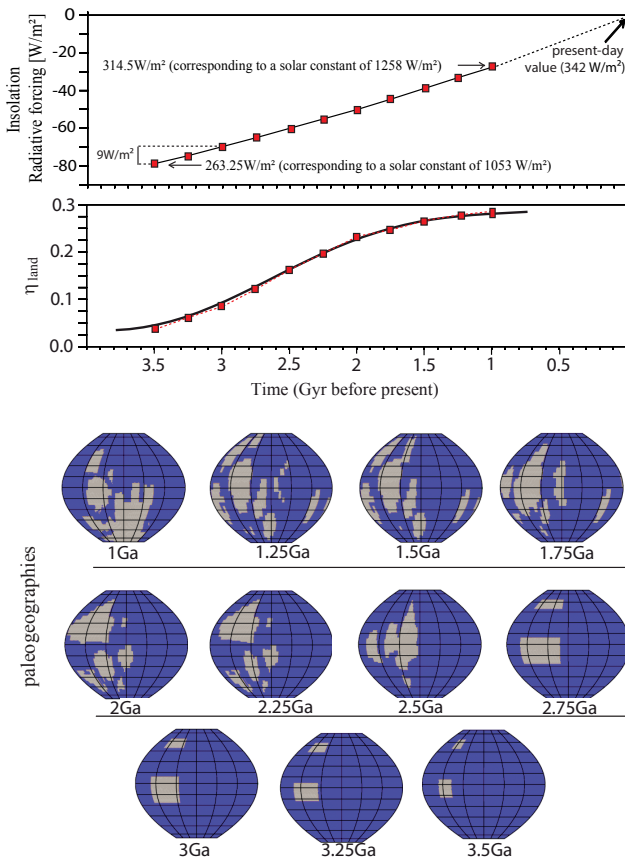 Insolation
Radiative forcing [W/m²]
0
-20
-40
-60
-80
314.5W/m² (corresponding to a solar constant of 1258 W/m²)
present-day
value (342 W/m²)
9W/m²
263.25W/m² (corresponding to a solar constant of 1053 W/m²)
η land
0.3
0.2
0.1
0.0
3.5 3 2.5 2 1.5 1 0.5
Time (Gyr before present)
paleogeographies
1Ga 1.25Ga 1.5Ga 1.75Ga
2Ga 2.25Ga 2.5Ga 2.75Ga
3Ga 3.25Ga 3.5Ga